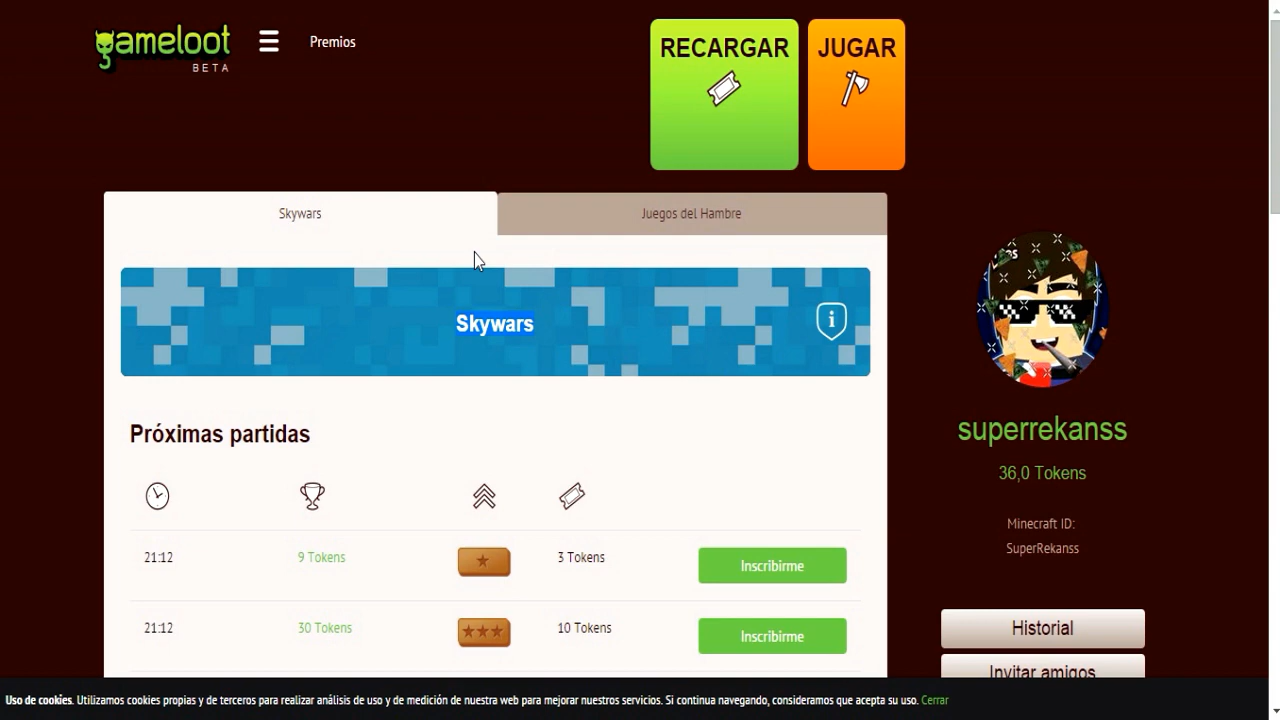 gameloot
BETA
Premios
RECARGAR
JUGAR
Skywars
Juegos del Hambre
Skywars
i
Próximas partidas
21:12 9 Tokens 3 Tokens Inscribirme
21:12 30 Tokens 10 Tokens Inscribirme
superrekanss
36,0 Tokens
Minecraft ID:
SuperRekanss
Historial
Invitar amigos
Uso de cookies. Utilizamos cookies propias y de terceros para realizar análisis de uso y de medición de nuestra web para mejorar nuestros servicios. Si continua navegando, consideramos que acepta su uso. Cerrar